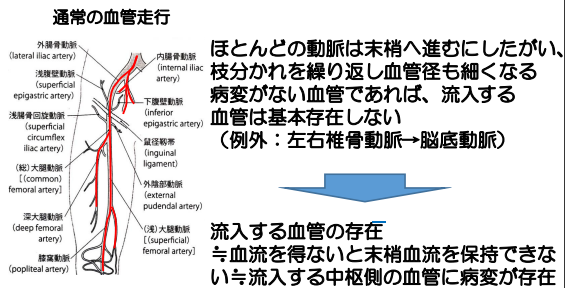 通常の血管走行
外腸骨動脈
(lateral iliac artery)
浅腹壁動脈
(superficial
epigastric artery)
浅腸骨回旋動脈
(superficial
circumflex
iliac artery)
(総)大腿動脈
[(common)
femoral artery]
深大腿動脈
(deep femoral
artery)
膝窩動脈
(popliteal artery)
内腸骨動脈
(internal iliac
artery)
下腹壁動脈
(inferior
epigastric artery)
鼠径靱帯
(inguinal
ligament)
外陰部動脈
(external
pudendal artery)
(浅)大腿動脈
[(superficial)
femoral artery]
ほとんどの動脈は末梢へ進むにしたがい、
枝分かれを繰り返し血管径も細くなる
病変がない血管であれば、流入する
血管は基本存在しない
(例外:左右椎骨動脈→脳底動脈)
流入する血管の存在
≒血流を得ないと末梢血流を保持できな
い≒流入する中枢側の血管に病変が存在